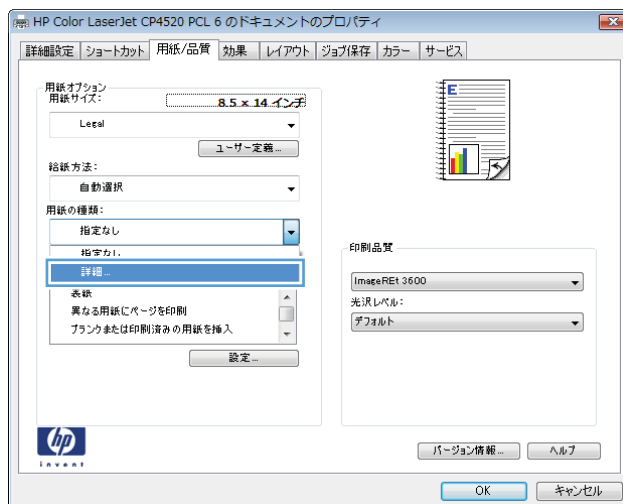 HP Color LaserJet CP4520 PCL 6 のドキュメントのプロパティ
詳細設定 ショートカット 用紙/品質 効果 レイアウト ジョブ保存 カラー サービス
用紙オプション
用紙サイズ: 8.5 × 14 インチ
Legal
ユーザー定義...
給紙方法:
自動選択
用紙の種類:
指定なし
指定なし
詳細...
表紙
異なる用紙にページを印刷
ブランクまたは印刷済みの用紙を挿入
設定...
E
印刷品質
ImageREt 3600
光沢レベル:
デフォルト
hp
invent
バージョン情報... ヘルプ
OK キャンセル